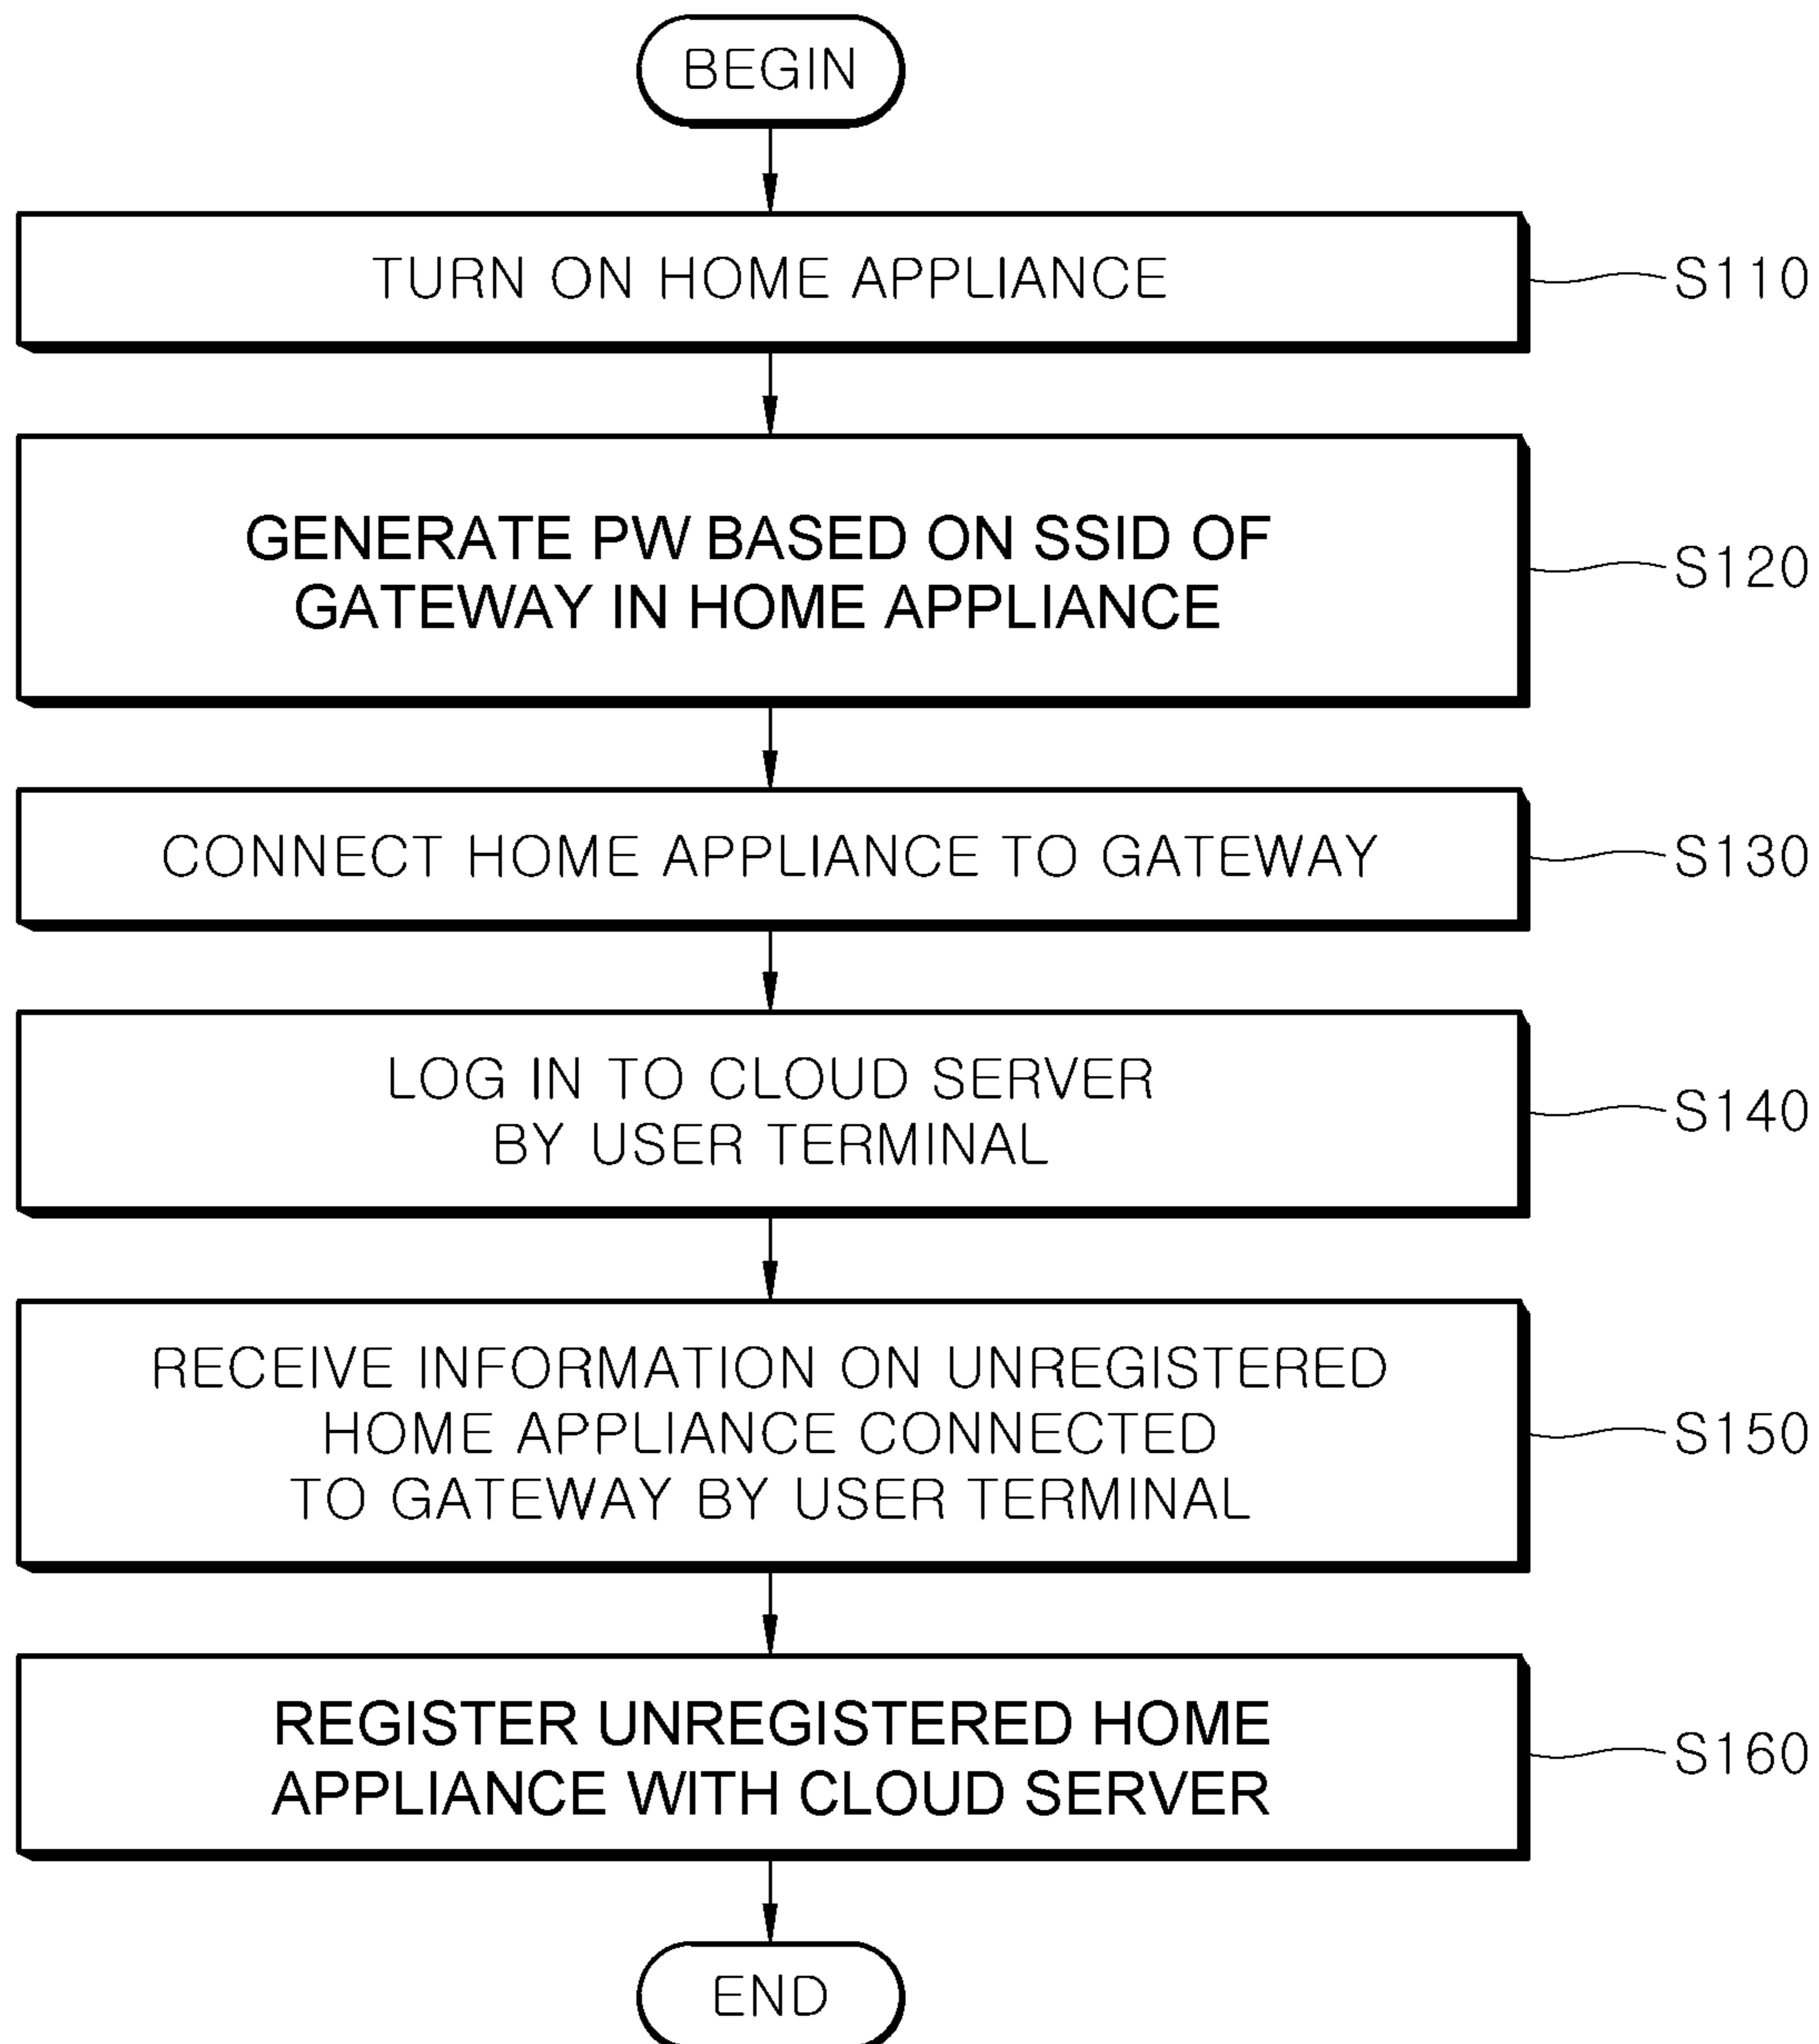 BEGIN
TURN ON HOME APPLIANCE
S110
GENERATE PW BASED ON SSID OF
GATEWAY IN HOME APPLIANCE
S120
CONNECT HOME APPLIANCE TO GATEWAY
S130
LOG IN TO CLOUD SERVER
BY USER TERMINAL
S140
RECEIVE INFORMATION ON UNREGISTERED
HOME APPLIANCE CONNECTED
TO GATEWAY BY USER TERMINAL
S150
REGISTER UNREGISTERED HOME
APPLIANCE WITH CLOUD SERVER
S160
END